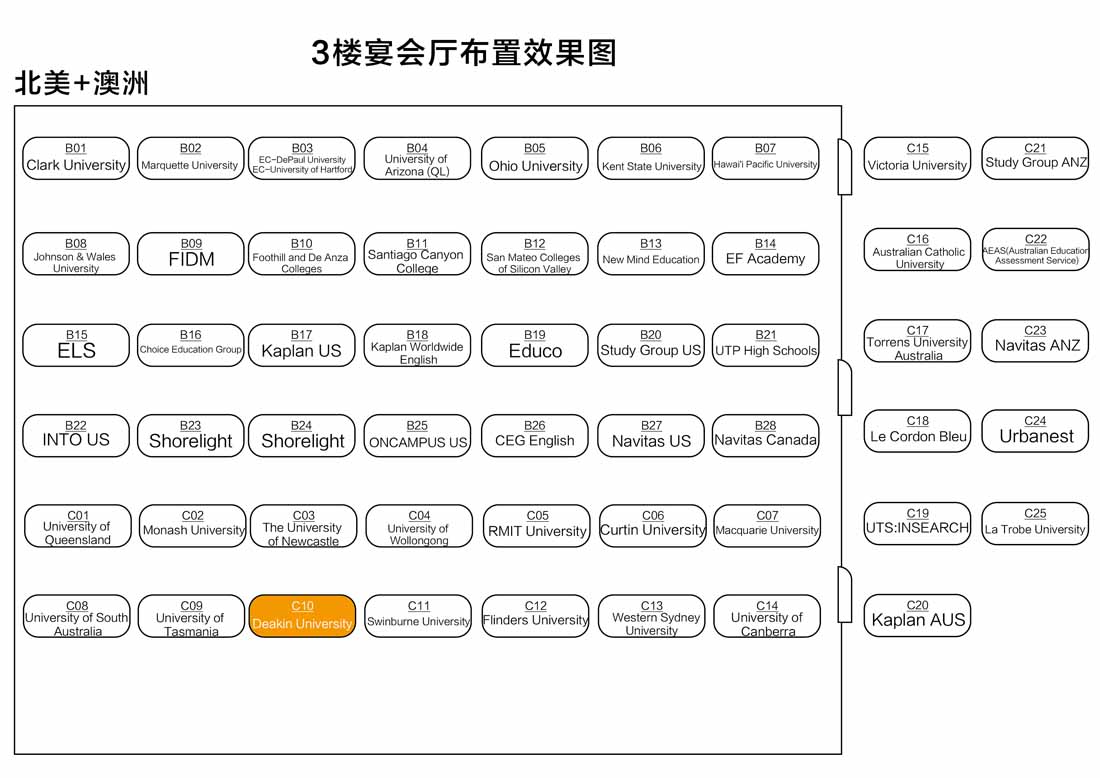 3楼宴会厅布置效果图
北美+澳洲
B01
Clark University
B02
Marquette University
B03
EC-DePaul University
EC-University of Hartford
B04
University of
Arizona (QL)
B05
Ohio University
B06
Kent State University
B07
Hawai'i Pacific University
C15
Victoria University
C21
Study Group ANZ
B08
Johnson & Wales
University
B09
FIDM
B10
Foothill and De Anza
Colleges
B11
Santiago Canyon
College
B12
San Mateo Colleges
of Silicon Valley
B13
New Mind Education
B14
EF Academy
C16
Australian Catholic
University
C22
AEAS(Australian Education
Assessment Service)
B15
ELS
B16
Choice Education Group
B17
Kaplan US
B18
Kaplan Worldwide
English
B19
Educo
B20
Study Group US
B21
UTP High Schools
C17
Torrens University
Australia
C23
Navitas ANZ
B22
INTO US
B23
Shorelight
B24
Shorelight
B25
ONCAMPUS US
B26
CEG English
B27
Navitas US
B28
Navitas Canada
C18
Le Cordon Bleu
C24
Urbanest
C01
University of
Queensland
C02
Monash University
C03
The University
of Newcastle
C04
University of
Wollongong
C05
RMIT University
C06
Curtin University
C07
Macquarie University
C19
UTS:INSEARCH
C25
La Trobe University
C08
University of South
Australia
C09
University of
Tasmania
C10
Deakin University
C11
Swinburne University
C12
Flinders University
C13
Western Sydney
University
C14
University of
Canberra
C20
Kaplan AUS